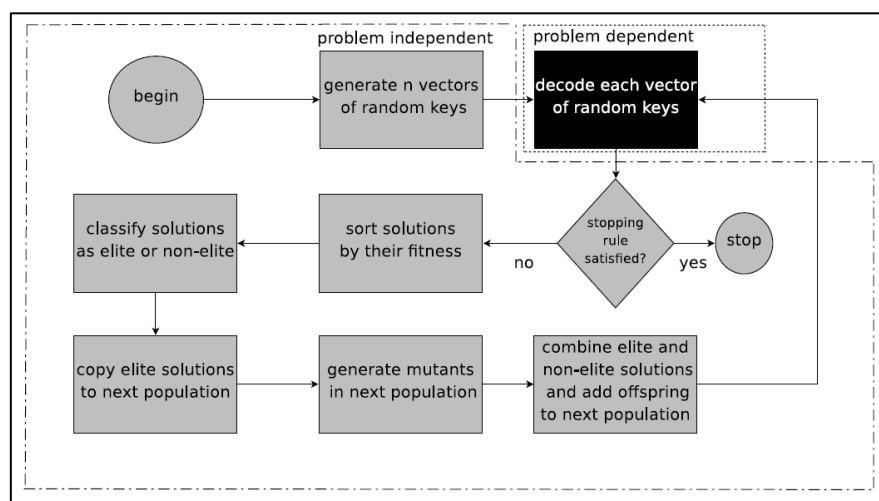 problem independent
problem dependent
begin
generate n vectors
of random keys
decode each vector
of random keys
classify solutions
as elite or non-elite
sort solutions
by their fitness
stopping
rule
satisfied?
stop
no
yes
copy elite solutions
to next population
generate mutants
in next population
combine elite and
non-elite solutions
and add offspring
to next population